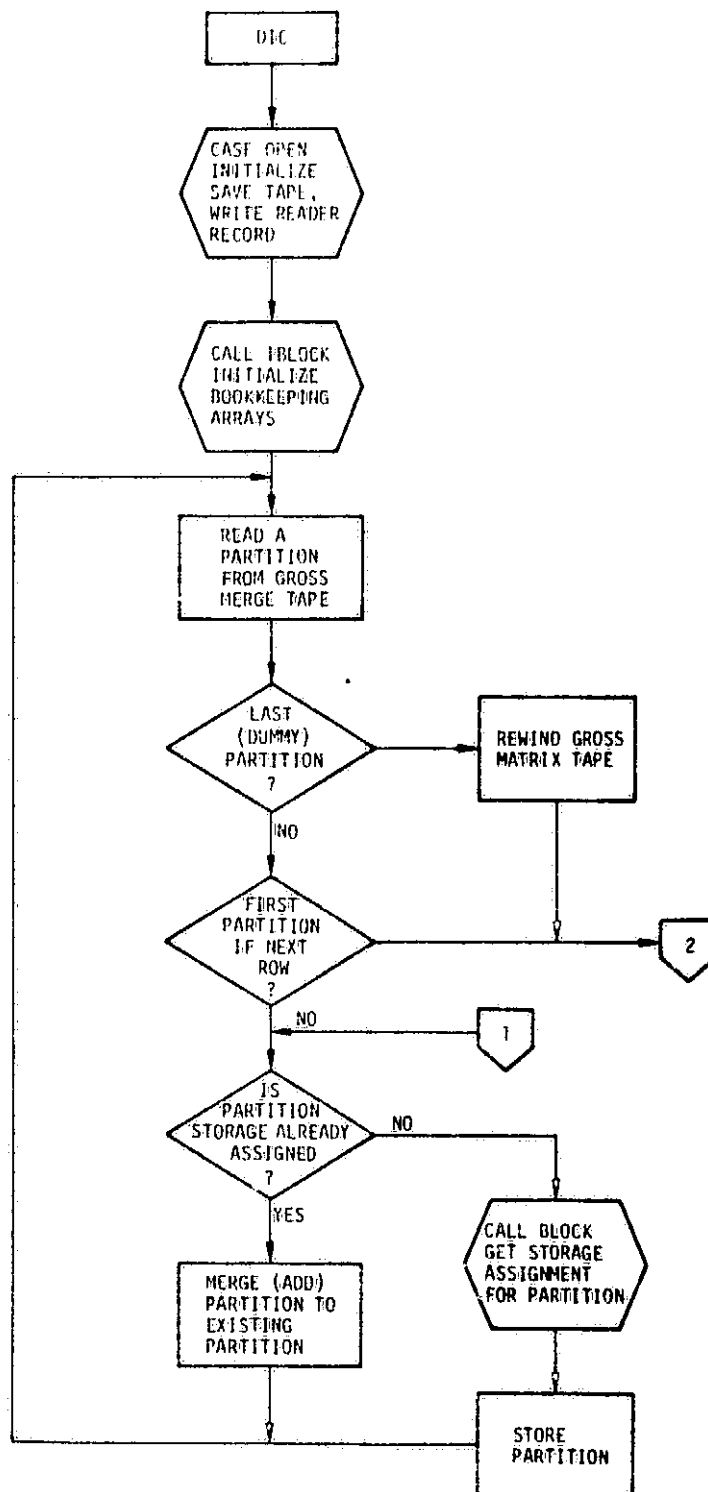 DIC
CASE OPEN
INITIALIZE
SAVE TAPE,
WRITE READER
RECORD
CALL IBLOCK
INITIALIZE
BOOKKEEPING
ARRAYS
READ A
PARTITION
FROM GROSS
MERGE TAPE
LAST
(DUMMY)
PARTITION
?
REWIND GROSS
MATRIX TAPE
NO
FIRST
PARTITION
IF NEXT
ROW
?
2
NO
1
IS
PARTITION
STORAGE ALREADY
ASSIGNED
?
NO
YES
CALL BLOCK
GET STORAGE
ASSIGNMENT
FOR PARTITION
MERGE (ADD)
PARTITION TO
EXISTING
PARTITION
STORE
PARTITION